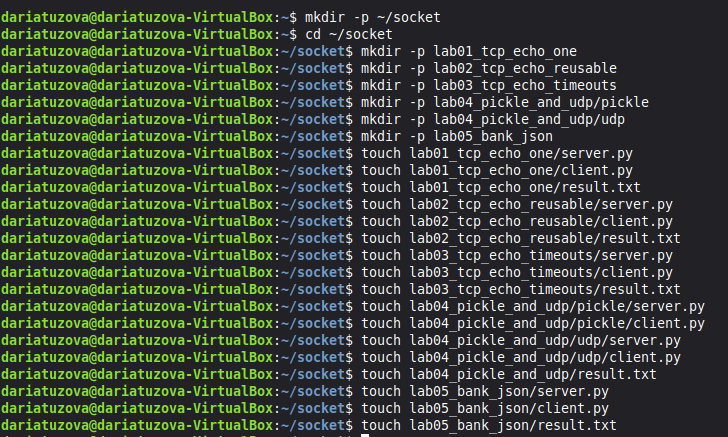 dariatuzova@dariatuzova-VirtualBox:~$ mkdir -p ~/socket
dariatuzova@dariatuzova-VirtualBox:~$ cd ~/socket
dariatuzova@dariatuzova-VirtualBox:~/socket$ mkdir -p lab01_tcp_echo_one
dariatuzova@dariatuzova-VirtualBox:~/socket$ mkdir -p lab02_tcp_echo_reusable
dariatuzova@dariatuzova-VirtualBox:~/socket$ mkdir -p lab03_tcp_echo_timeouts
dariatuzova@dariatuzova-VirtualBox:~/socket$ mkdir -p lab04_pickle_and_udp/pickle
dariatuzova@dariatuzova-VirtualBox:~/socket$ mkdir -p lab04_pickle_and_udp/udp
dariatuzova@dariatuzova-VirtualBox:~/socket$ mkdir -p lab05_bank_json
dariatuzova@dariatuzova-VirtualBox:~/socket$ touch lab01_tcp_echo_one/server.py
dariatuzova@dariatuzova-VirtualBox:~/socket$ touch lab01_tcp_echo_one/client.py
dariatuzova@dariatuzova-VirtualBox:~/socket$ touch lab01_tcp_echo_one/result.txt
dariatuzova@dariatuzova-VirtualBox:~/socket$ touch lab02_tcp_echo_reusable/server.py
dariatuzova@dariatuzova-VirtualBox:~/socket$ touch lab02_tcp_echo_reusable/client.py
dariatuzova@dariatuzova-VirtualBox:~/socket$ touch lab02_tcp_echo_reusable/result.txt
dariatuzova@dariatuzova-VirtualBox:~/socket$ touch lab03_tcp_echo_timeouts/server.py
dariatuzova@dariatuzova-VirtualBox:~/socket$ touch lab03_tcp_echo_timeouts/client.py
dariatuzova@dariatuzova-VirtualBox:~/socket$ touch lab03_tcp_echo_timeouts/result.txt
dariatuzova@dariatuzova-VirtualBox:~/socket$ touch lab04_pickle_and_udp/pickle/server.py
dariatuzova@dariatuzova-VirtualBox:~/socket$ touch lab04_pickle_and_udp/pickle/client.py
dariatuzova@dariatuzova-VirtualBox:~/socket$ touch lab04_pickle_and_udp/udp/server.py
dariatuzova@dariatuzova-VirtualBox:~/socket$ touch lab04_pickle_and_udp/udp/client.py
dariatuzova@dariatuzova-VirtualBox:~/socket$ touch lab04_pickle_and_udp/result.txt
dariatuzova@dariatuzova-VirtualBox:~/socket$ touch lab05_bank_json/server.py
dariatuzova@dariatuzova-VirtualBox:~/socket$ touch lab05_bank_json/client.py
dariatuzova@dariatuzova-VirtualBox:~/socket$ touch lab05_bank_json/result.txt